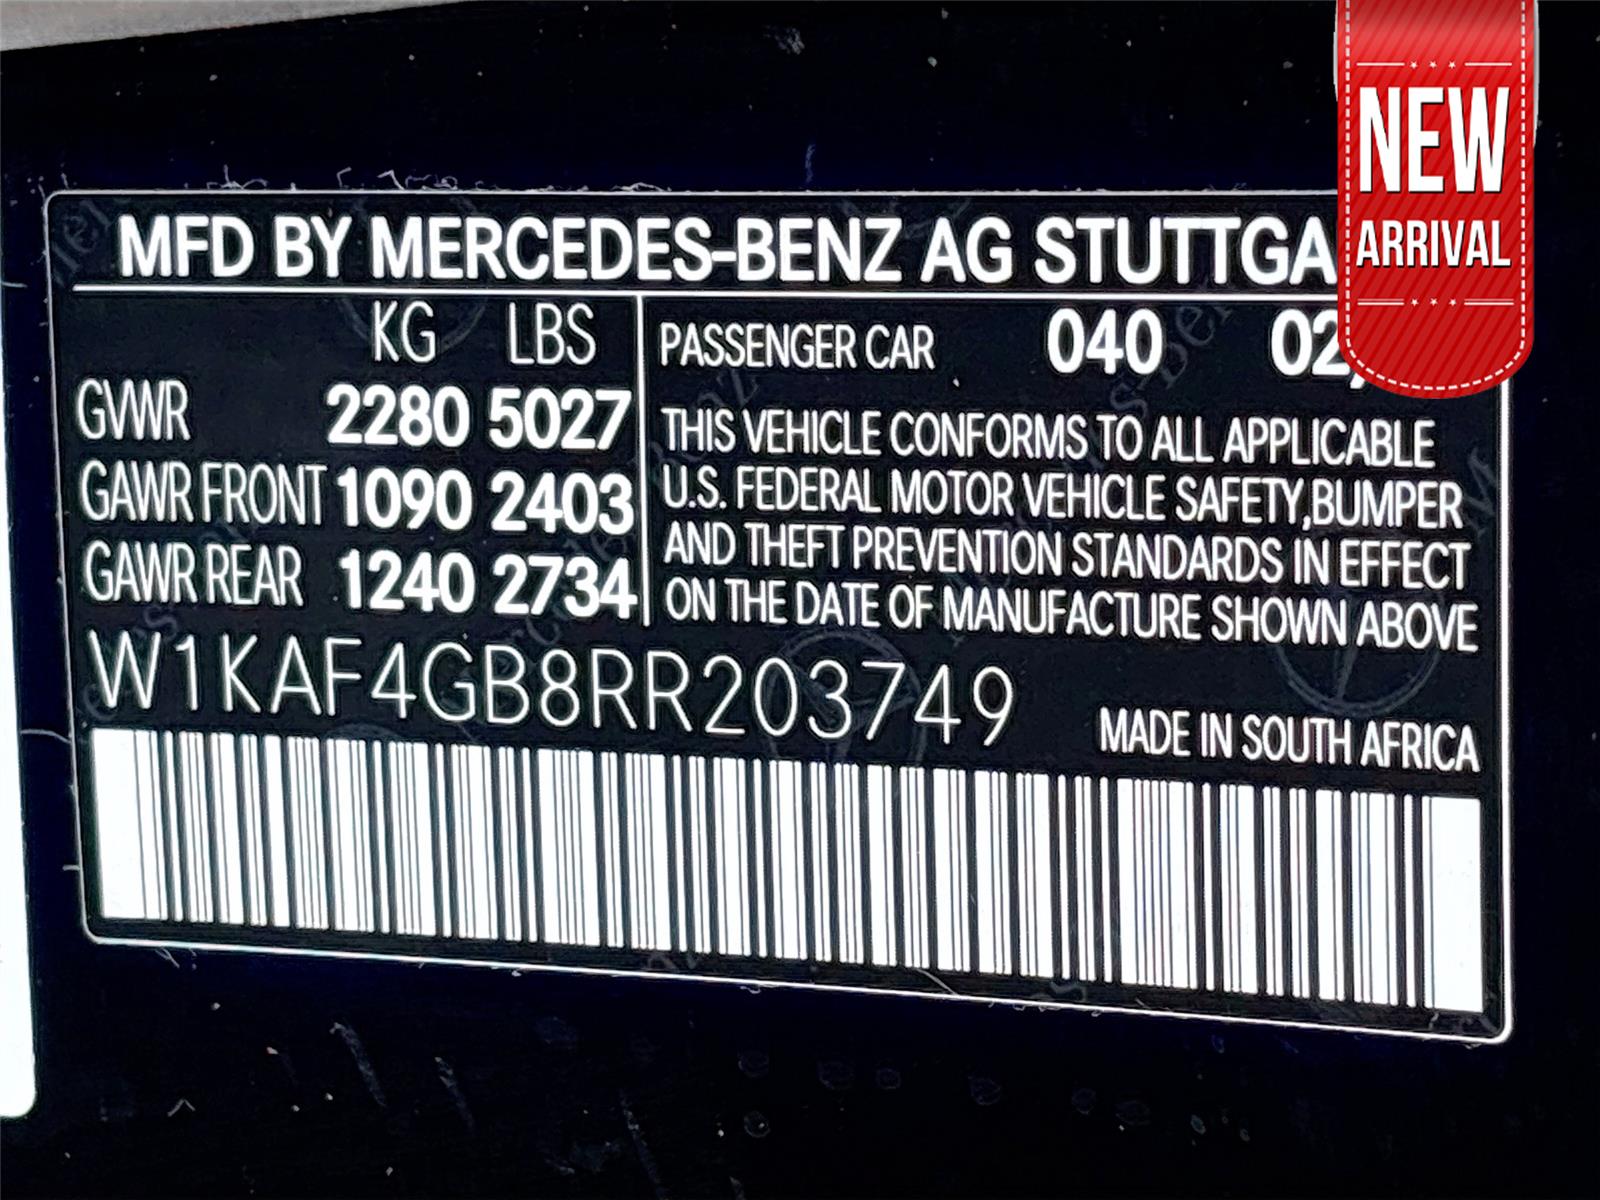 NEW
ARRIVAL
MFD BY MERCEDES-BENZ AG
KG LBS
GVWR 2280 5027
GAWR FRONT 1090 2403
GAWR REAR 1240 2734
PASSENGER CAR 040
THIS VEHICLE CONFORMS TO ALL APPLICABLE
U.S. FEDERAL MOTOR VEHICLE SAFETY,BUMPER
AND THEFT PREVENTION STANDARDS IN EFFECT
ON THE DATE OF MANUFACTURE SHOWN ABOVE
W1KAF4GB8RR203749
MADE IN SOUTH AFRICA